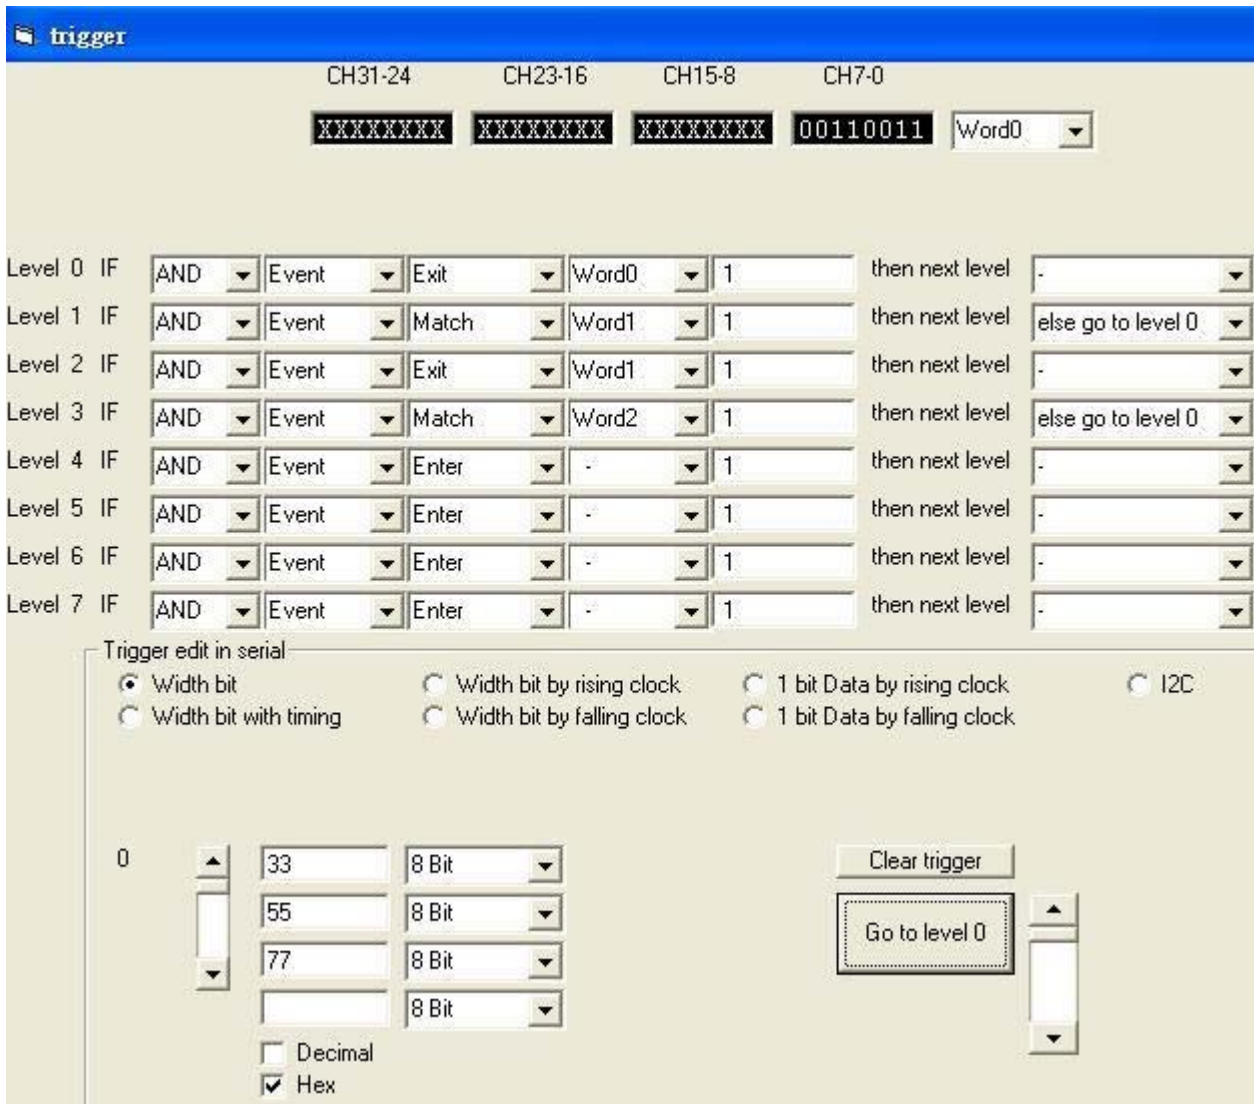 trigger
CH31-24 CH23-16 CH15-8 CH7-0
XXXXXXXX XXXXXXXX XXXXXXXX 00110011 Word0
Level 0 IF AND Event Exit Word0 1 then next level -
Level 1 IF AND Event Match Word1 1 then next level else go to level 0
Level 2 IF AND Event Exit Word1 1 then next level -
Level 3 IF AND Event Match Word2 1 then next level else go to level 0
Level 4 IF AND Event Enter - 1 then next level -
Level 5 IF AND Event Enter - 1 then next level -
Level 6 IF AND Event Enter - 1 then next level -
Level 7 IF AND Event Enter - 1 then next level -
Trigger edit in serial
Width bit Width bit by rising clock 1 bit Data by rising clock I2C
Width bit with timing Width bit by falling clock 1 bit Data by falling clock
0 33 8 Bit Clear trigger
55 8 Bit Go to level 0
77 8 Bit
8 Bit
Decimal
Hex